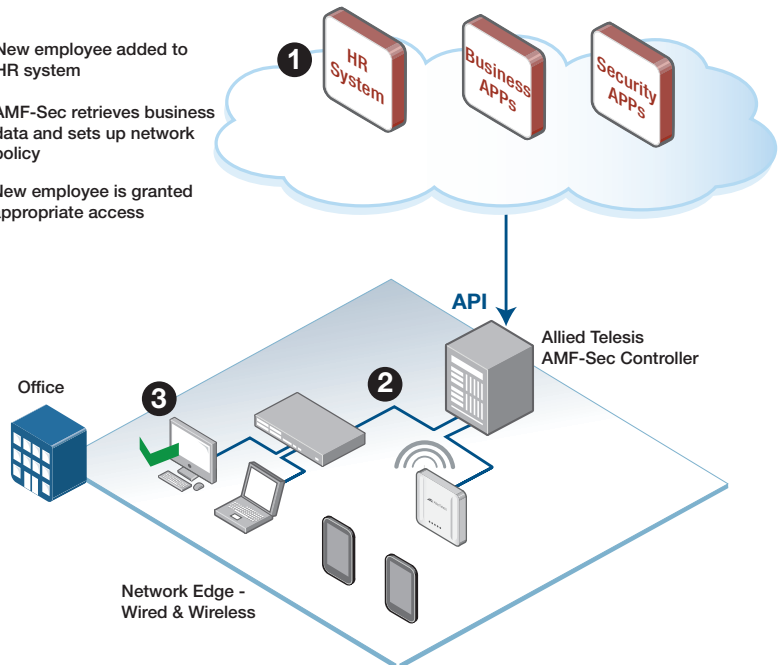 New employee added to
HR system
AMF-Sec retrieves business
data and sets up network
policy
New employee is granted
appropriate access
1
HR
System
Business
APPs
Security
APPs
API
Allied Telesis
AMF-Sec Controller
2
3
Office
Network Edge -
Wired & Wireless